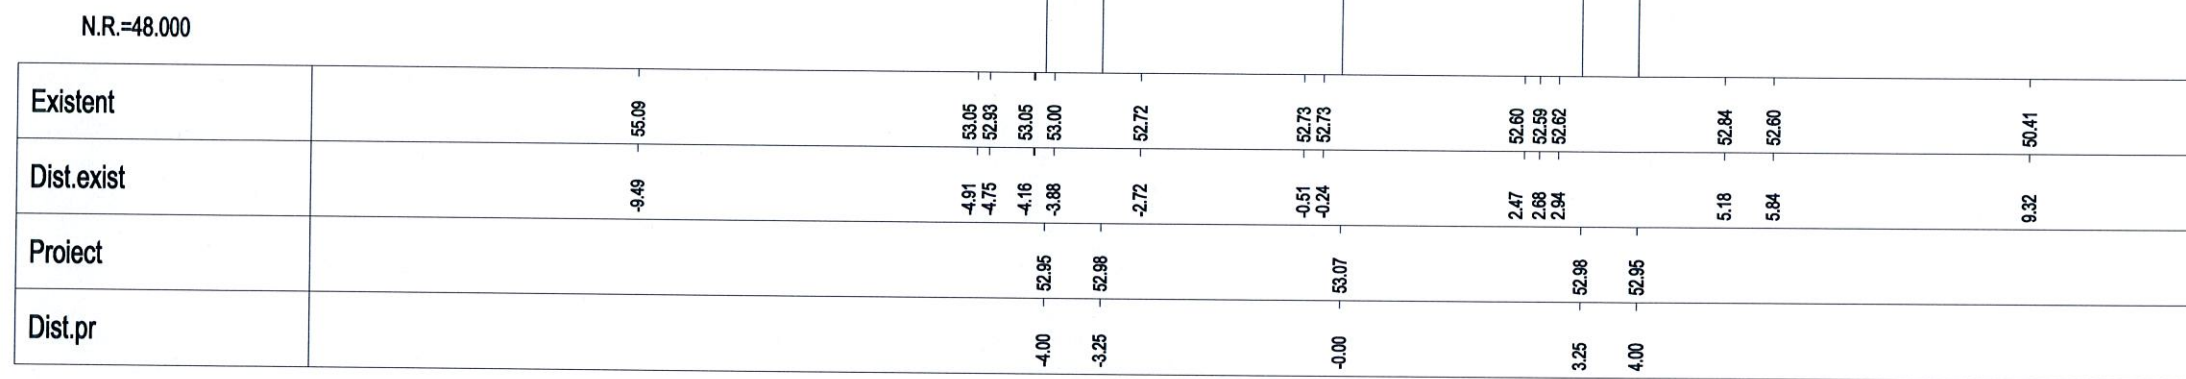 N.R.=48.000
Existent 55.09 53.05 52.93 53.05 53.00 52.72 52.73 52.73 52.60 52.59 52.62 52.84 52.60 50.41
Dist.exist -9.49 -4.91 -4.75 -4.16 -3.88 -2.72 -0.51 -0.24 2.47 2.68 2.94 5.18 5.84 9.32
Proiect 52.95 52.98 53.07 52.98 52.95
Dist.pr -4.00 -3.25 -0.00 3.25 4.00